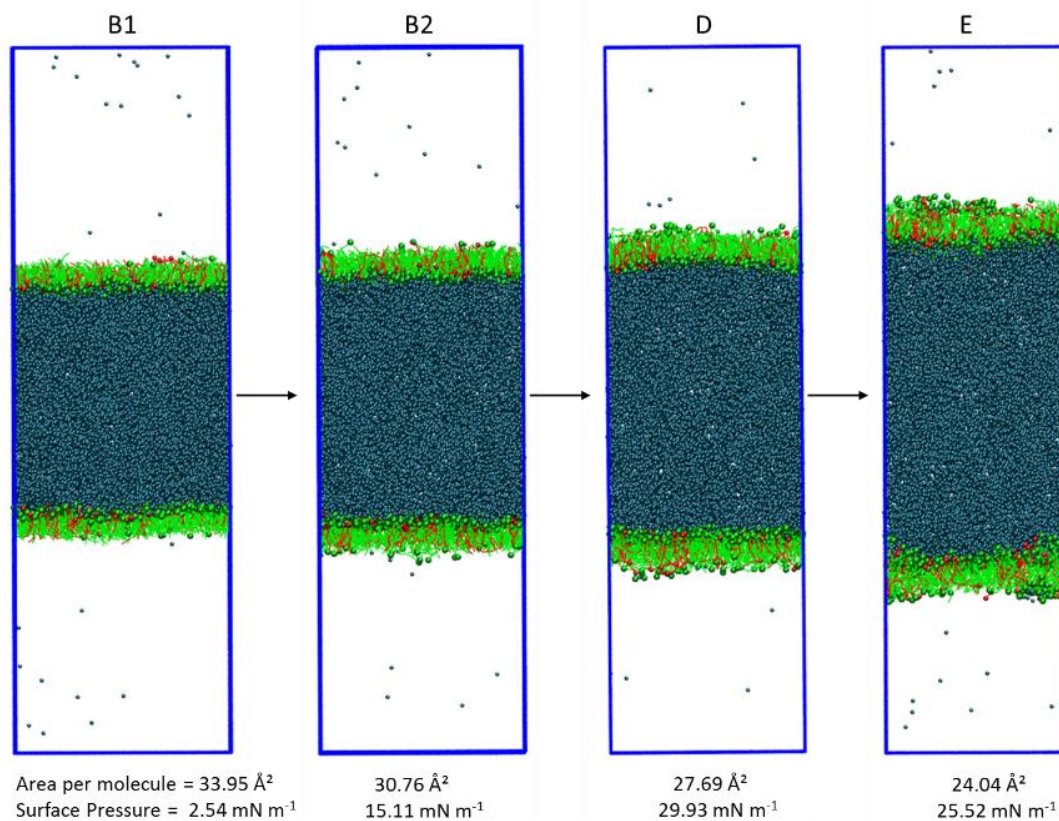 B1 B2 D E
Area per molecule = 33.95 Å² 30.76 Å² 27.69 Å² 24.04 Å²
Surface Pressure = 2.54 mN m⁻¹ 15.11 mN m⁻¹ 29.93 mN m⁻¹ 25.52 mN m⁻¹